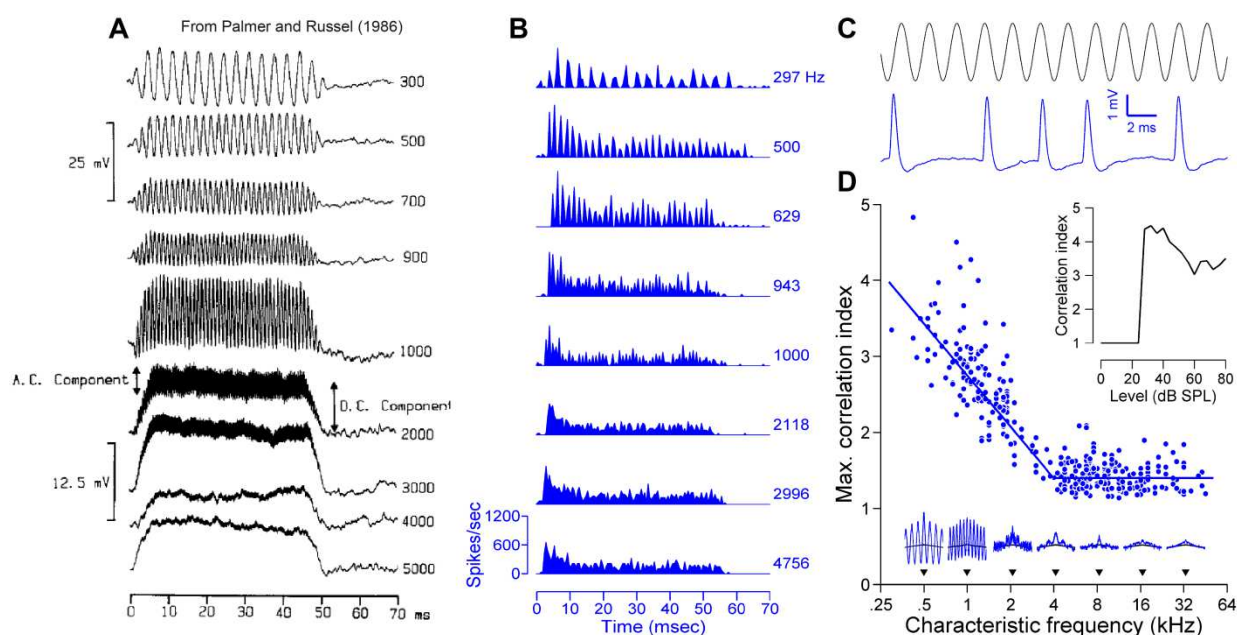 A
From Palmer and Russel (1986)
300
500
25 mV
700
900
1000
A.C. Component
D.C. Component
2000
12.5 mV
3000
4000
5000
0 10 20 30 40 50 60 70 ms
B
297 Hz
500
629
943
1000
2118
2996
4756
1200
600
0
Spikes/sec
0 10 20 30 40 50 60 70
Time (msec)
C
1 mV
2 ms
D
5
4
3
2
1
0
Max. correlation index
5
4
3
2
1
Correlation index
0 20 40 60 80
Level (dB SPL)
.25 .5 1 2 4 8 16 32 64
Characteristic frequency (kHz)